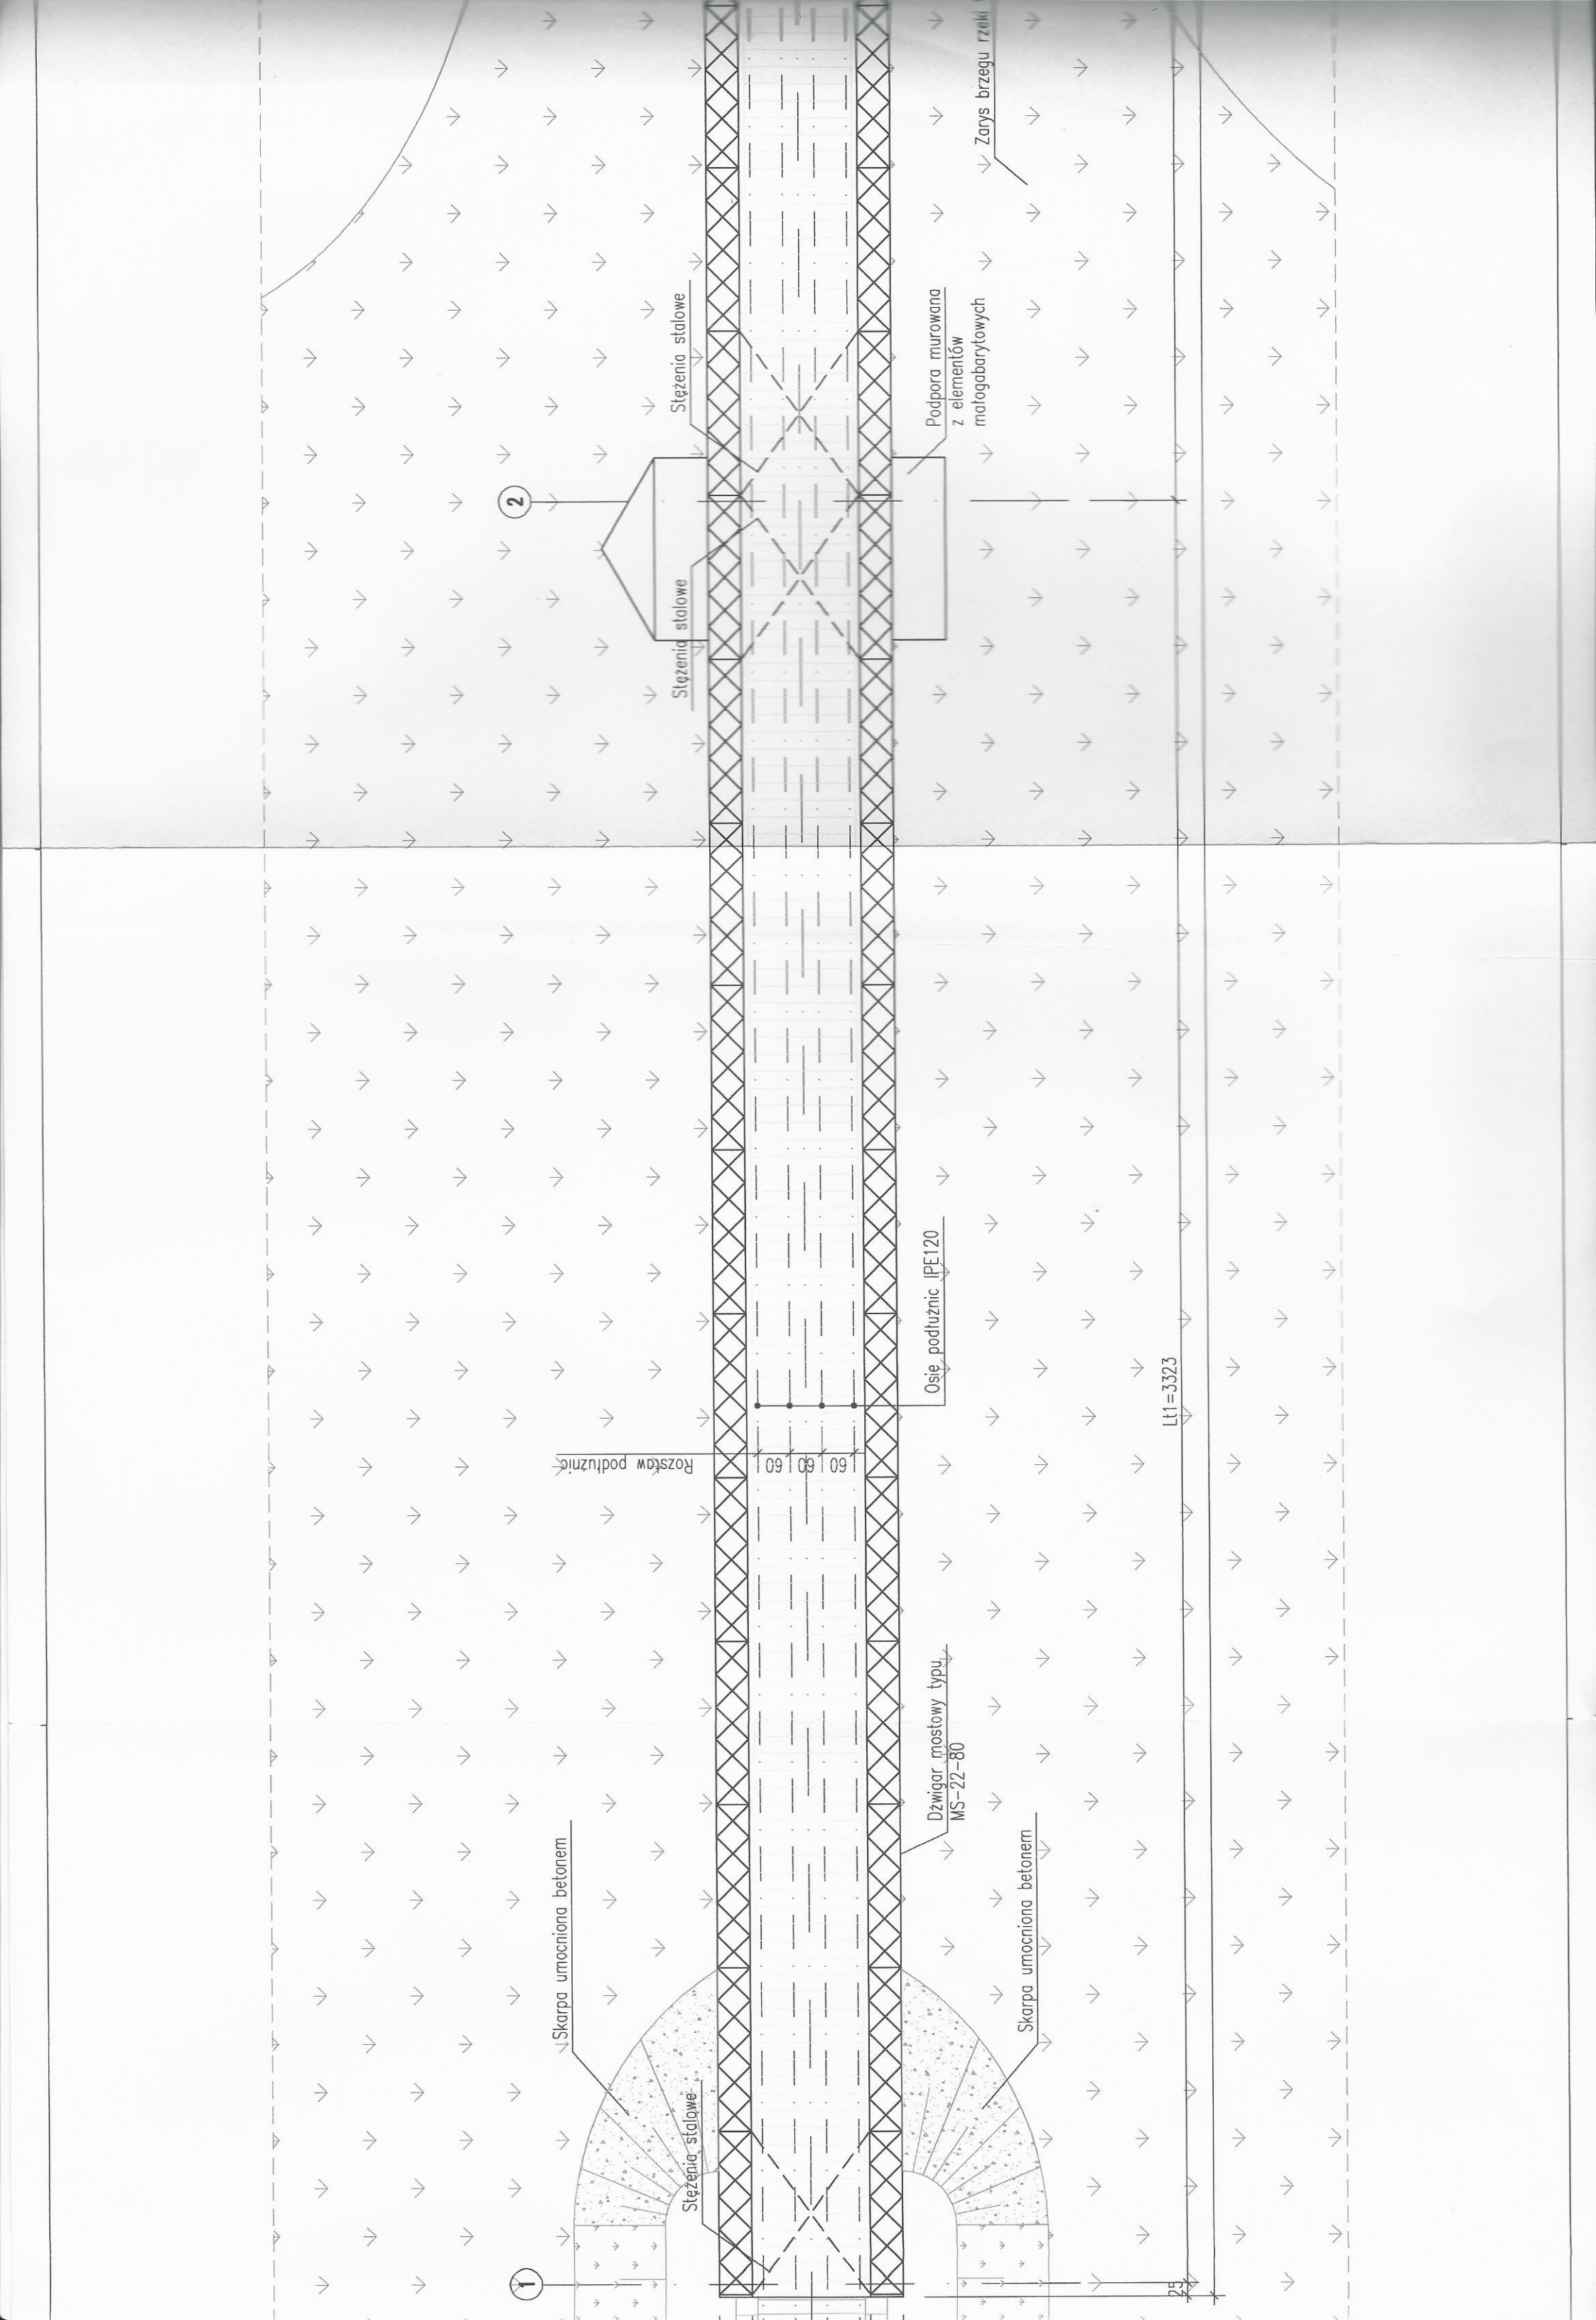 Zarys brzegu rzeki
Stężenia stalowe
Podpora murowana
z elementów
małogabarytowych
2
Stężenia stalowe
Osie podłużnic IPE120
Lt1=3323
Rozstaw podłużnic
60 60 60
Dźwigar mostowy typu
MS-22-80
Skarpa umocniona betonem
Skarpa umocniona betonem
Stężenia stalowe
1
25